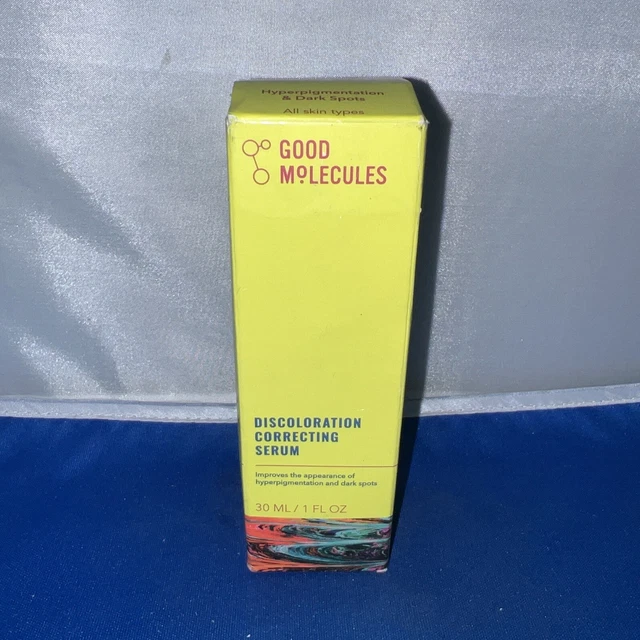 Hyperpigmentation
& Dark Spots
All skin types
GOOD
MOLECULES
DISCOLORATION
CORRECTING
SERUM
Improves the appearance of
hyperpigmentation and dark spots
30 ML / 1 FL OZ